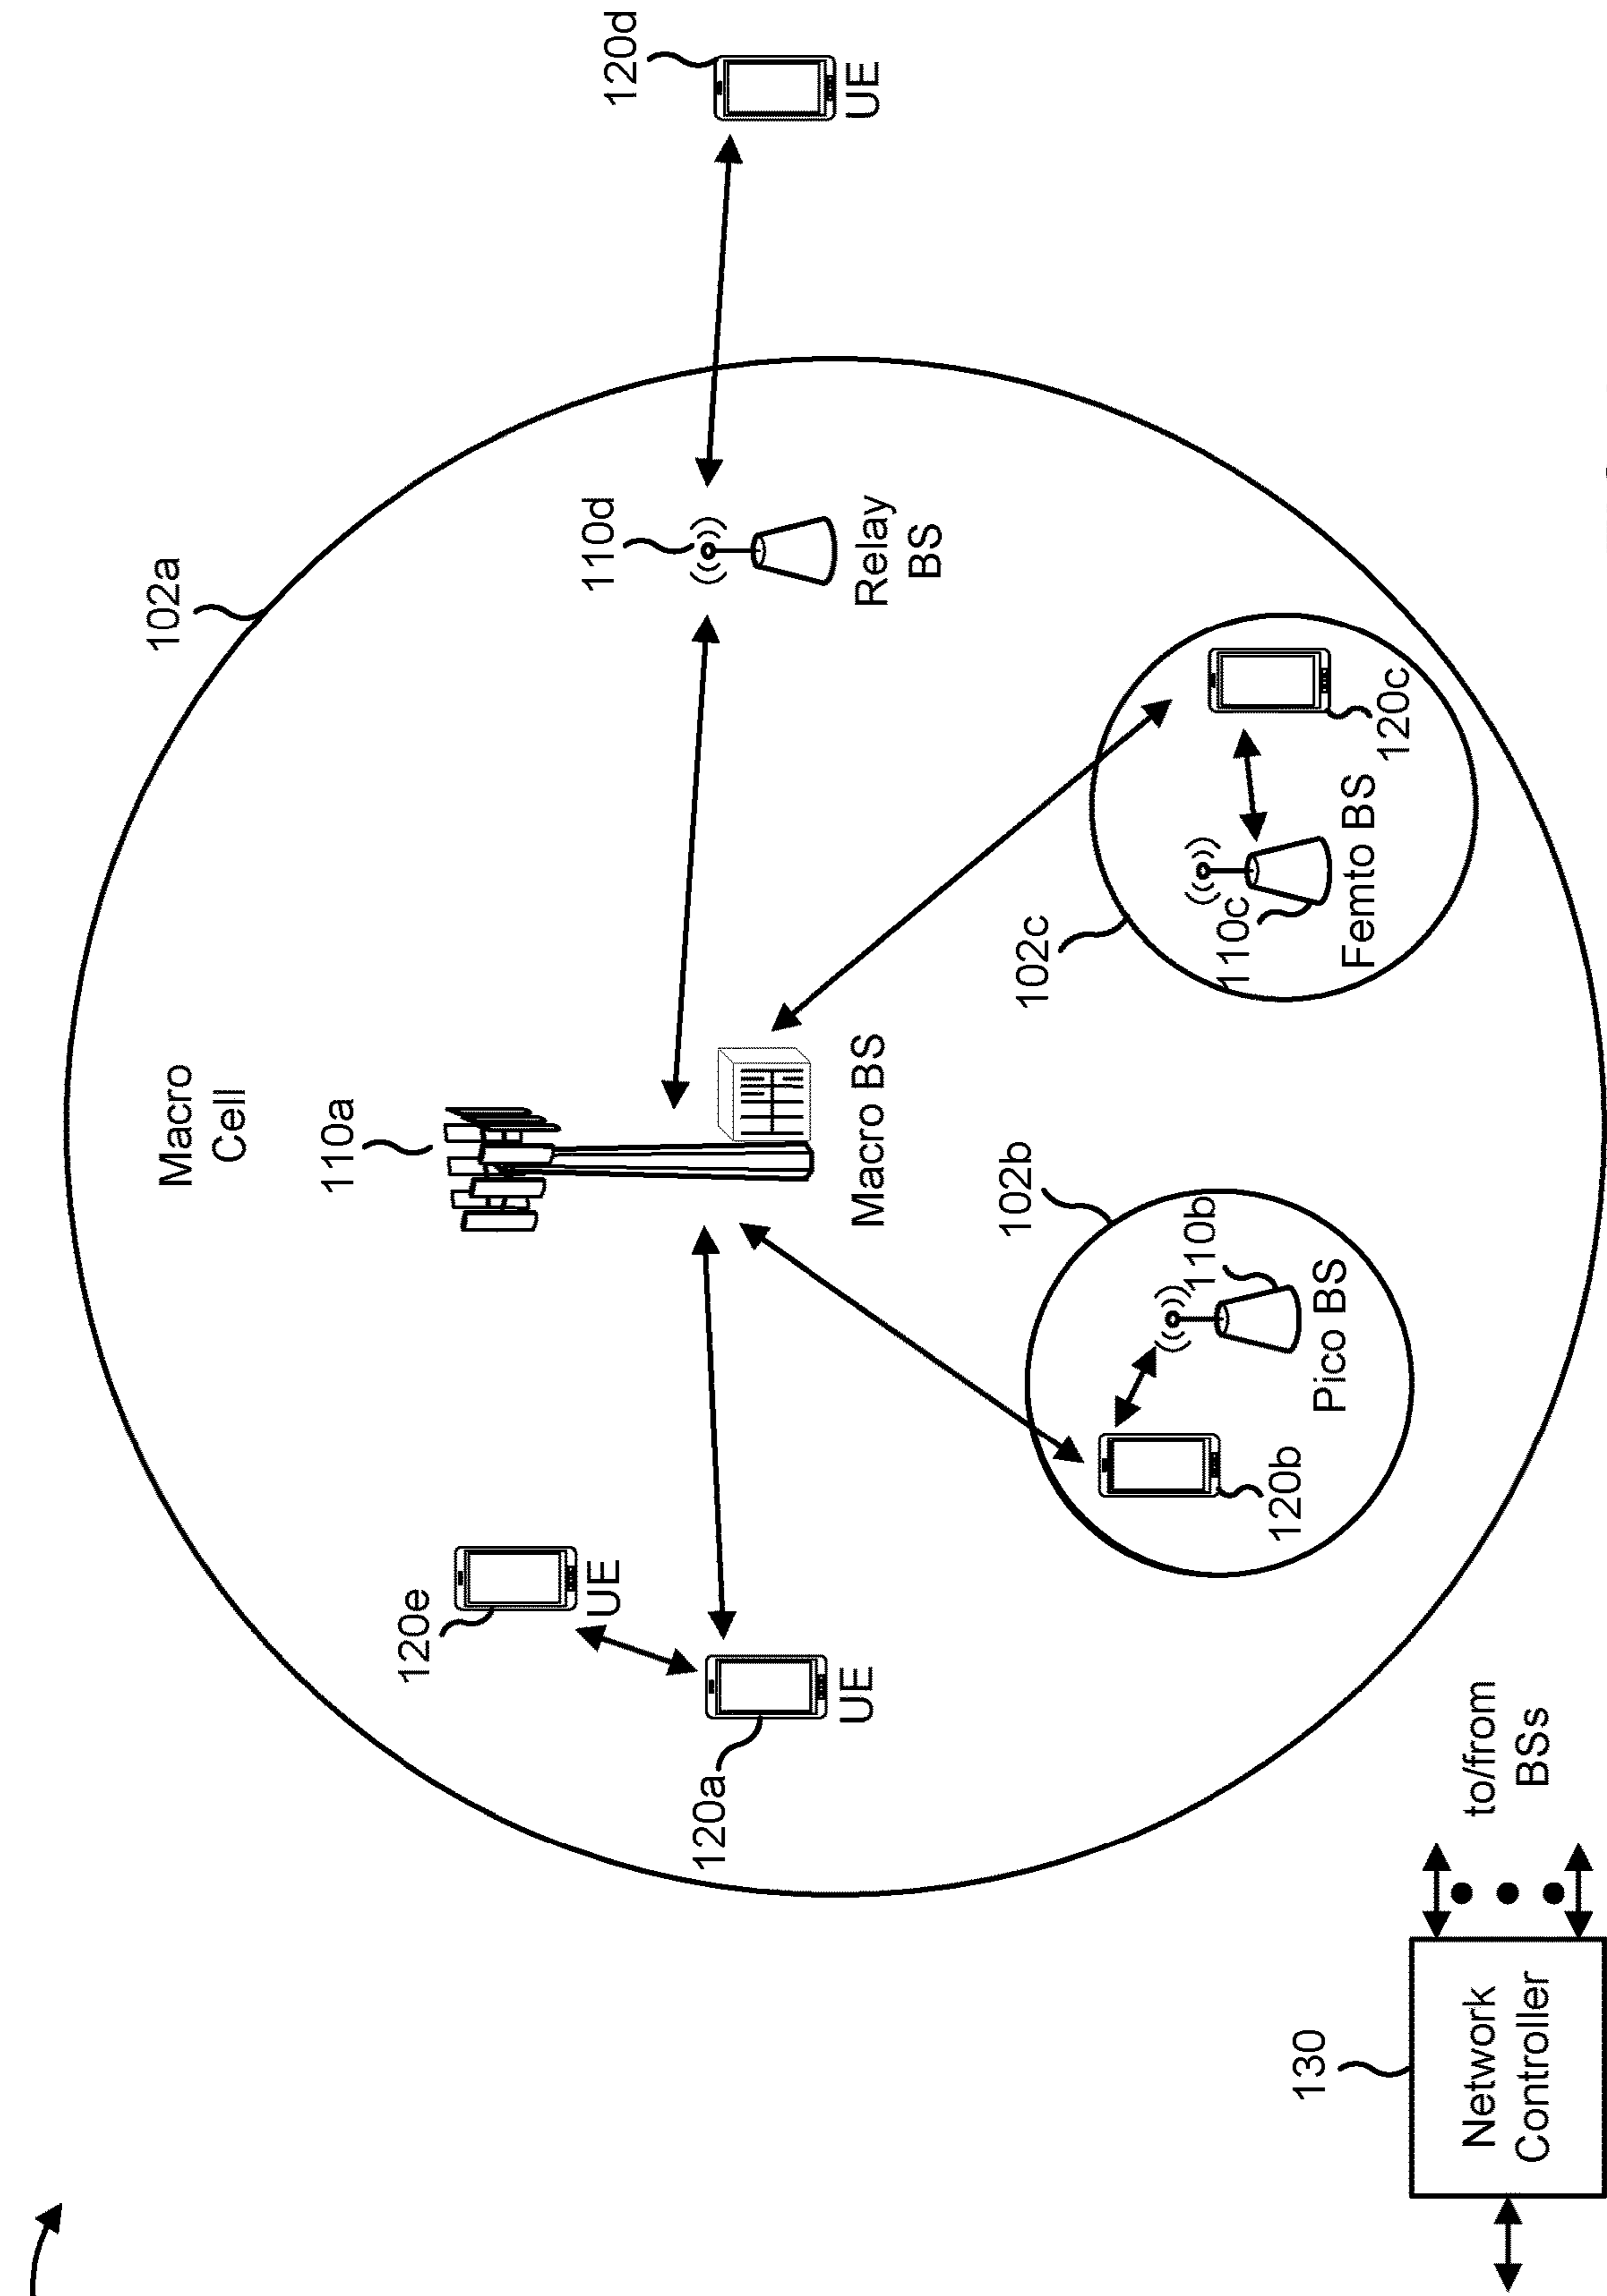 102a
Macro
Cell
110a
Macro BS
120e
UE
120a
UE
110d
Relay
BS
120d
UE
102b
110b
Pico BS
120b
102c
110c
Femto BS
120c
130
Network
Controller
to/from
BSs